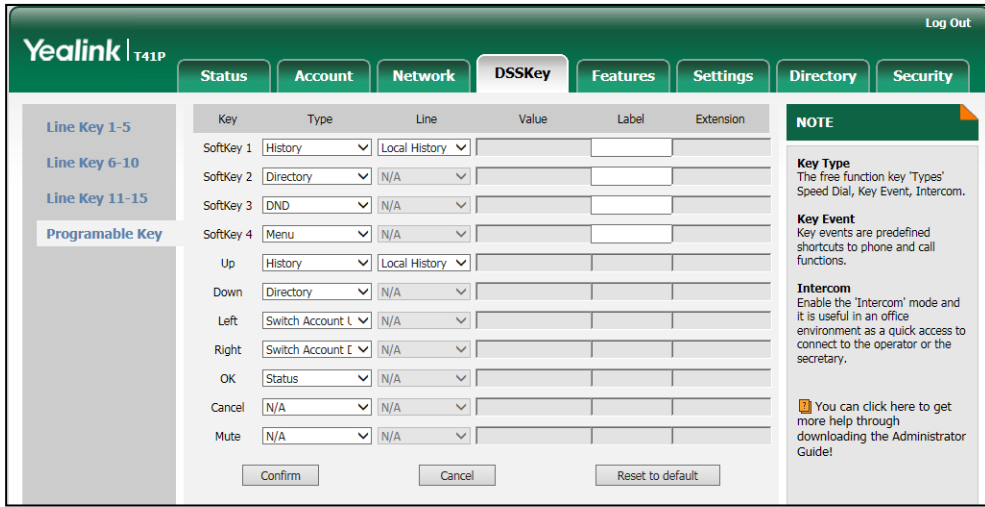 Log Out
Yealink T41P
Status Account Network DSSKey Features Settings Directory Security
Line Key 1-5
Line Key 6-10
Line Key 11-15
Programable Key
Key Type Line Value Label Extension
SoftKey 1 History Local History
SoftKey 2 Directory N/A
SoftKey 3 DND N/A
SoftKey 4 Menu N/A
Up History Local History
Down Directory N/A
Left Switch Account U N/A
Right Switch Account D N/A
OK Status N/A
Cancel N/A N/A
Mute N/A N/A
Confirm Cancel Reset to default
NOTE
Key Type
The free function key 'Types'
Speed Dial, Key Event, Intercom.
Key Event
Key events are predefined
shortcuts to phone and call
functions.
Intercom
Enable the 'Intercom' mode and
it is useful in an office
environment as a quick access to
connect to the operator or the
secretary.
You can click here to get
more help through
downloading the Administrator
Guide!